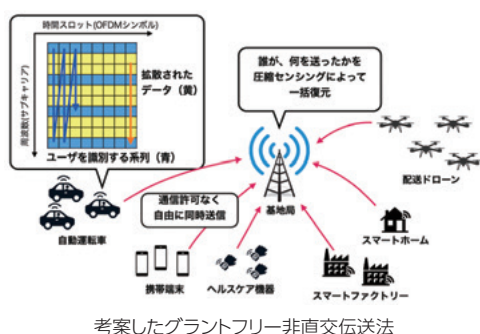 時間スロット(OFDMシンボル)
周波数(サブキャリア)
拡散された
データ（黄）
ユーザを識別する系列（青）
誰が、何を送ったかを
圧縮センシングによって
一括復元
通信許可なく
自由に同時送信
基地局
配送ドローン
自動運転車
スマートホーム
携帯端末
ヘルスケア機器
スマートファクトリー
考案したグラントフリー非直交伝送法